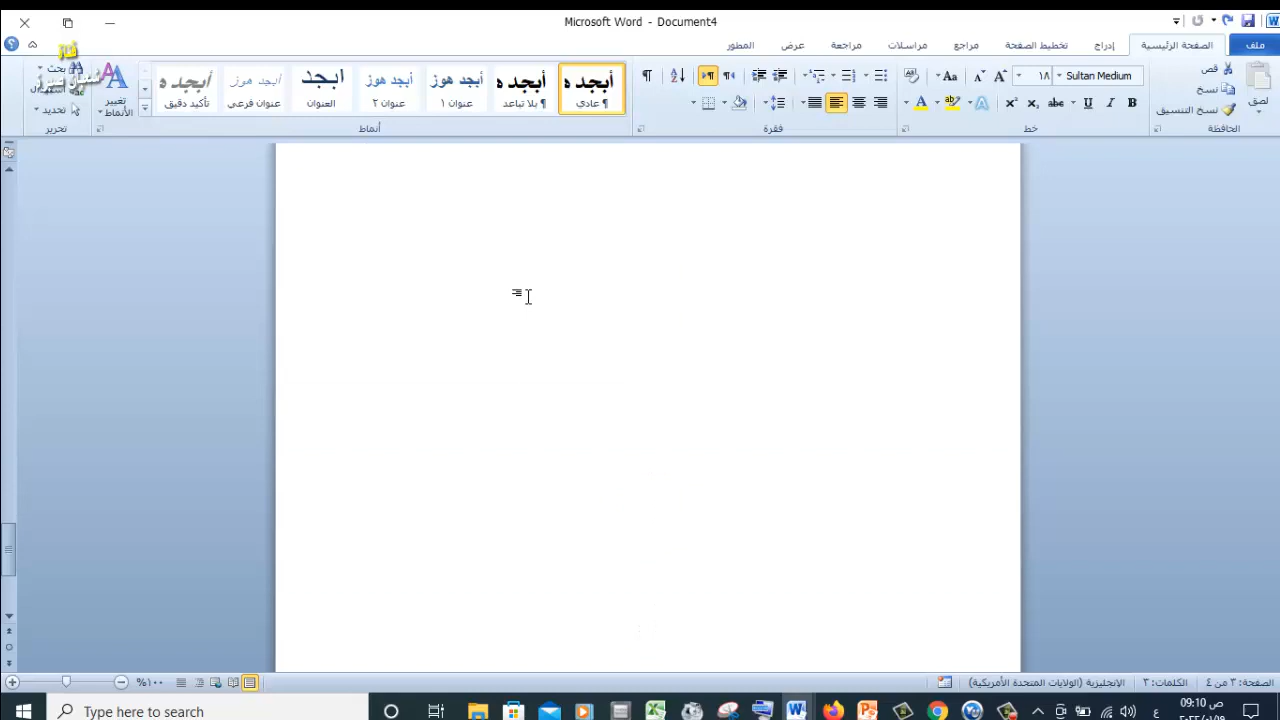 Microsoft Word - Document4
ملف
الصفحة الرئيسية
إدراج
تخطيط الصفحة
مراجع
مراسلات
مراجعة
عرض
المطور
لصق
قص
نسخ
نسخ التنسيق
الحافظة
Sultan Medium
١٨
خط
فقرة
أبجد ه
¶ عادي
أبجد ه
¶ بلا تباعد
أبجد هوز
عنوان ١
أبجد هوز
عنوان ٢
أبجد
العنوان
أبجد هوز
عنوان فرعي
أبجد ه
تأكيد دقيق
أنماط
تغيير
الأنماط
بحث
تحديد
تحرير
فناز
الصفحة: ٣ من ٤
الكلمات: ٣
الإنجليزية (الولايات المتحدة الأمريكية)
%١٠٠
Type here to search
ع
09:10 ص